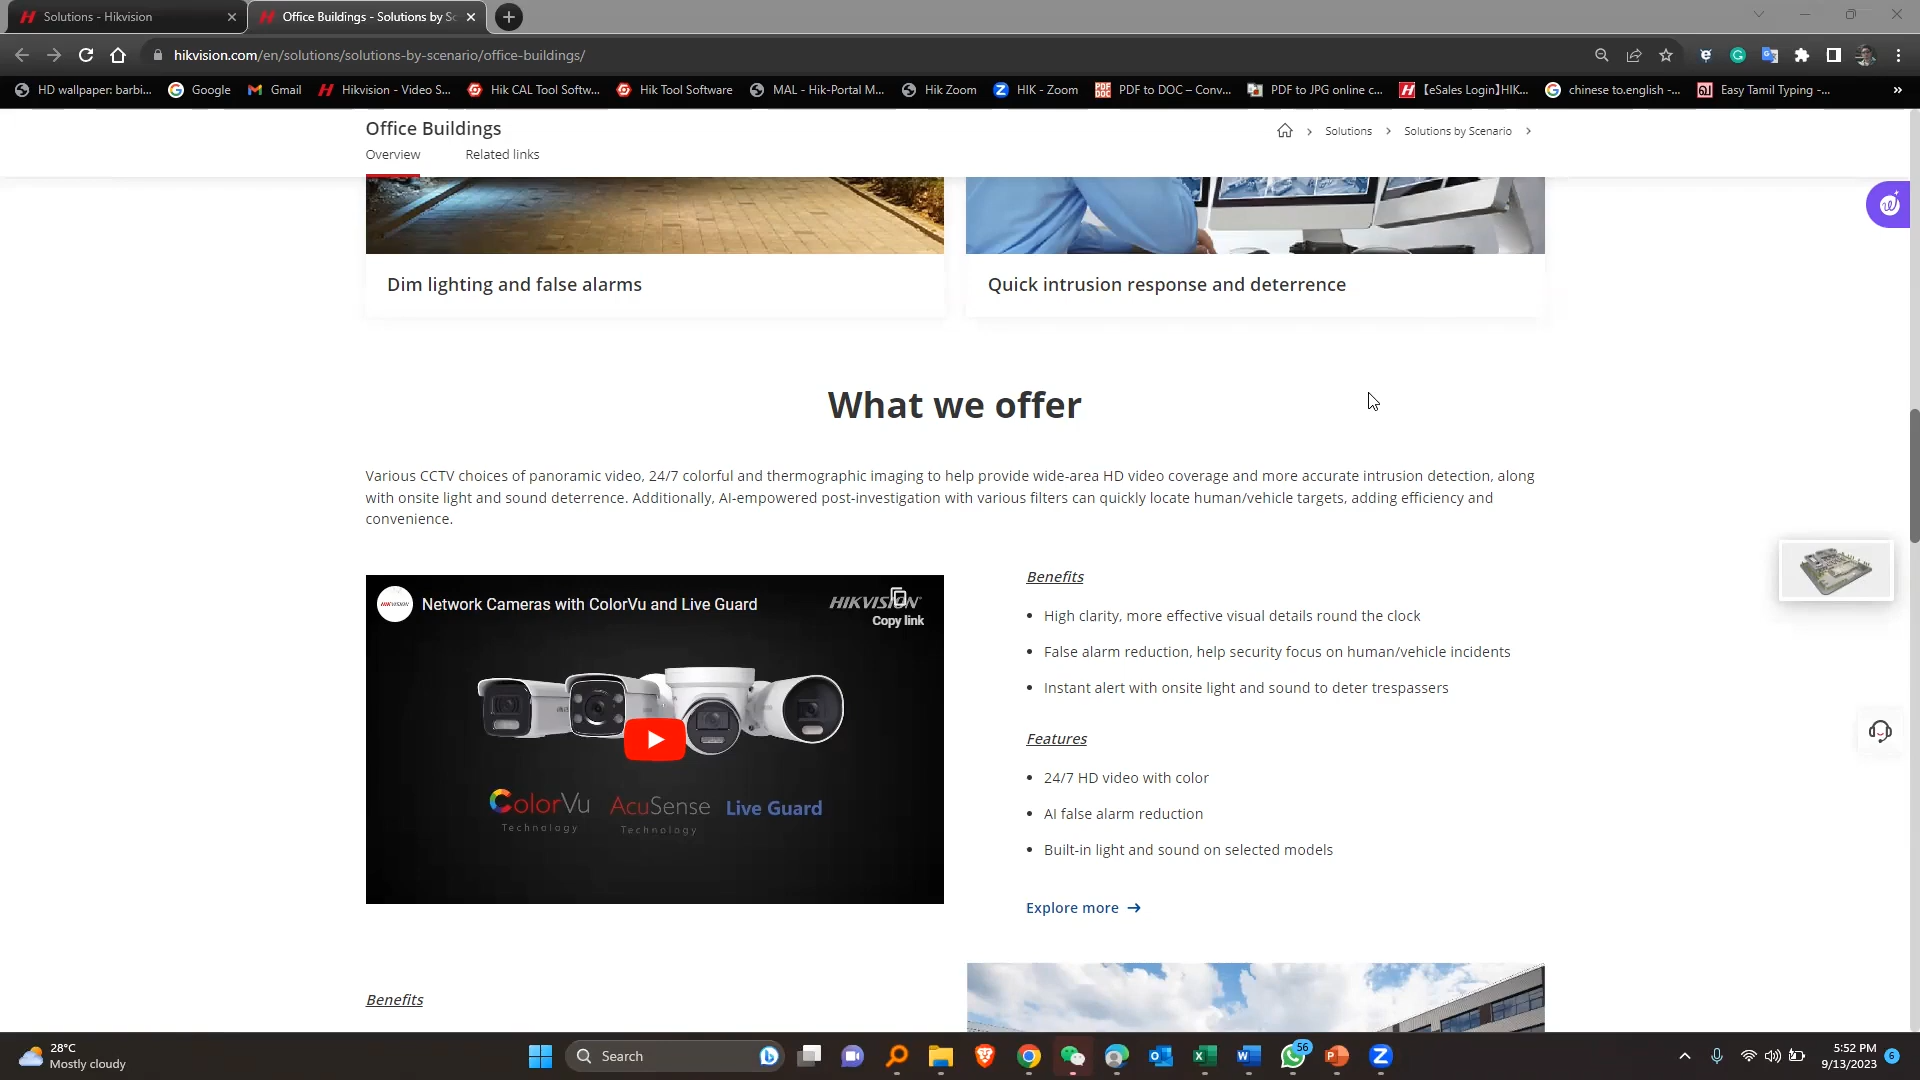 Solutions - Hikvision
Office Buildings - Solutions by Sc
hikvision.com/en/solutions/solutions-by-scenario/office-buildings/
HD wallpaper: barbi...
Google
Gmail
Hikvision - Video S...
Hik CAL Tool Softw...
Hik Tool Software
MAL - Hik-Portal M...
Hik Zoom
HIK - Zoom
PDF to DOC – Conv...
PDF to JPG online c...
【eSales Login】HIK...
chinese to.english -...
Easy Tamil Typing -...
»
Office Buildings
Solutions
Solutions by Scenario
Overview
Related links
Dim lighting and false alarms
Quick intrusion response and deterrence
What we offer
Various CCTV choices of panoramic video, 24/7 colorful and thermographic imaging to help provide wide-area HD video coverage and more accurate intrusion detection, along
with onsite light and sound deterrence. Additionally, AI-empowered post-investigation with various filters can quickly locate human/vehicle targets, adding efficiency and
convenience.
HIKVISION
Network Cameras with ColorVu and Live Guard
HIKVISION
Copy link
ColorVu
Technology
AcuSense
Technology
Live Guard
Benefits
• High clarity, more effective visual details round the clock
• False alarm reduction, help security focus on human/vehicle incidents
• Instant alert with onsite light and sound to deter trespassers
Features
• 24/7 HD video with color
• AI false alarm reduction
• Built-in light and sound on selected models
Explore more →
Benefits
28°C
Mostly cloudy
Search
56
5:52 PM
9/13/2023
6